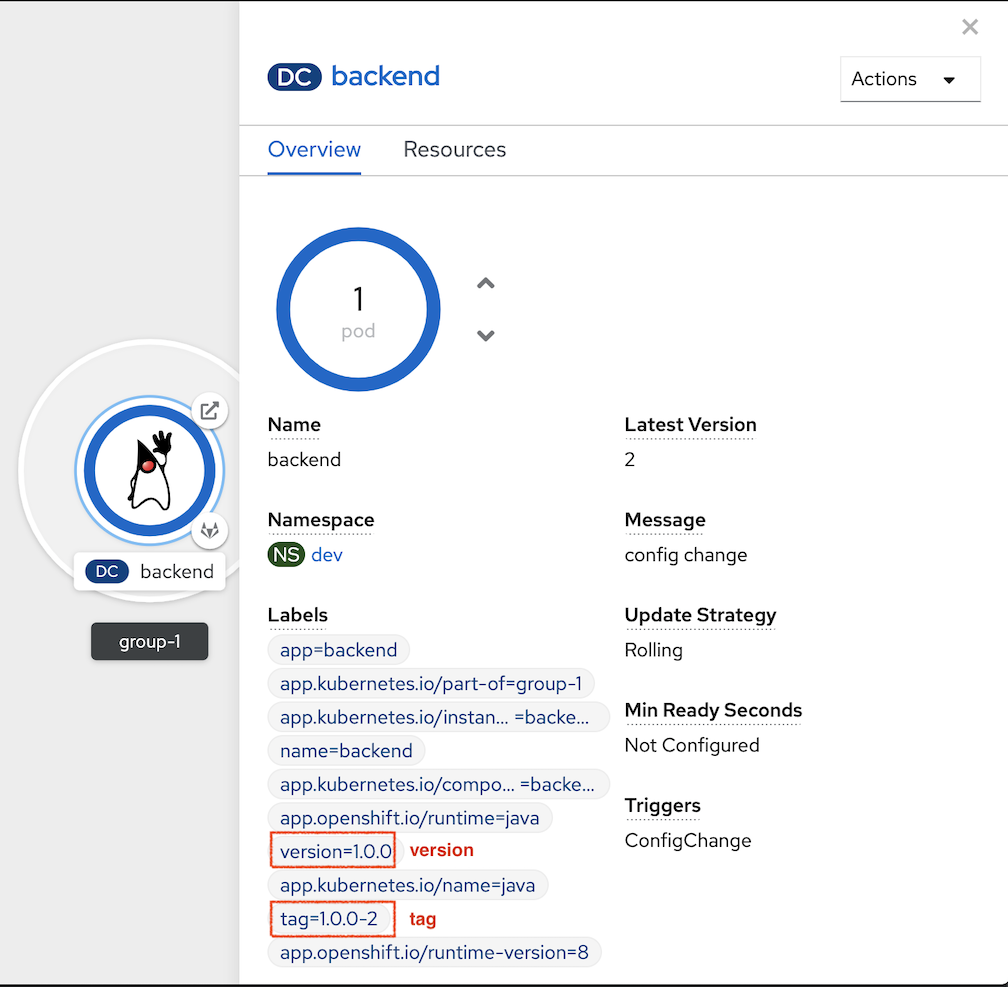 DC backend
Actions
Overview
Resources
1
pod
DC backend
group-1
Name
backend
Latest Version
2
Namespace
NS dev
Message
config change
Labels
app=backend
app.kubernetes.io/part-of=group-1
app.kubernetes.io/instan... =backe...
name=backend
app.kubernetes.io/compo... =backe...
app.openshift.io/runtime=java
version=1.0.0 version
app.kubernetes.io/name=java
tag=1.0.0-2 tag
app.openshift.io/runtime-version=8
Update Strategy
Rolling
Min Ready Seconds
Not Configured
Triggers
ConfigChange